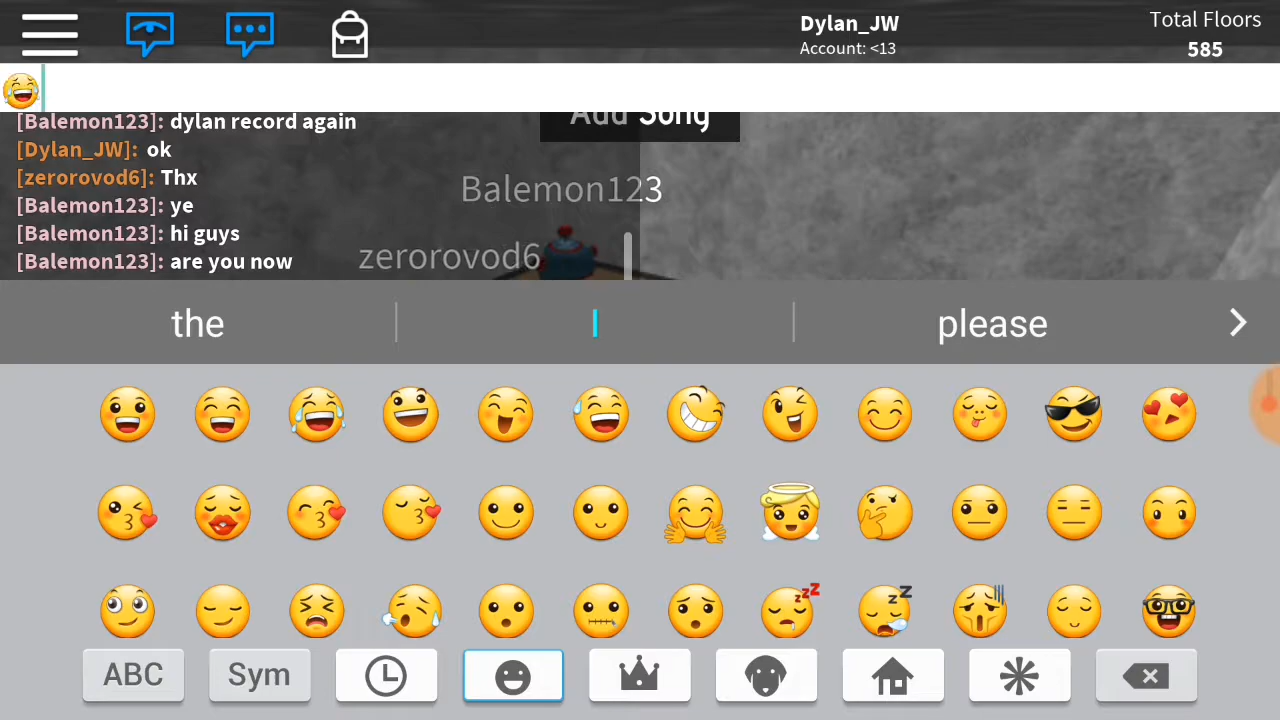 Dylan_JW
Account: <13
Total Floors
585
Add Song
[Balemon123]: dylan record again
[Dylan_JW]: ok
[zerorovod6]: Thx
[Balemon123]: ye
[Balemon123]: hi guys
[Balemon123]: are you now
Balemon123
zerorovod6
the
I
please
ABC
Sym